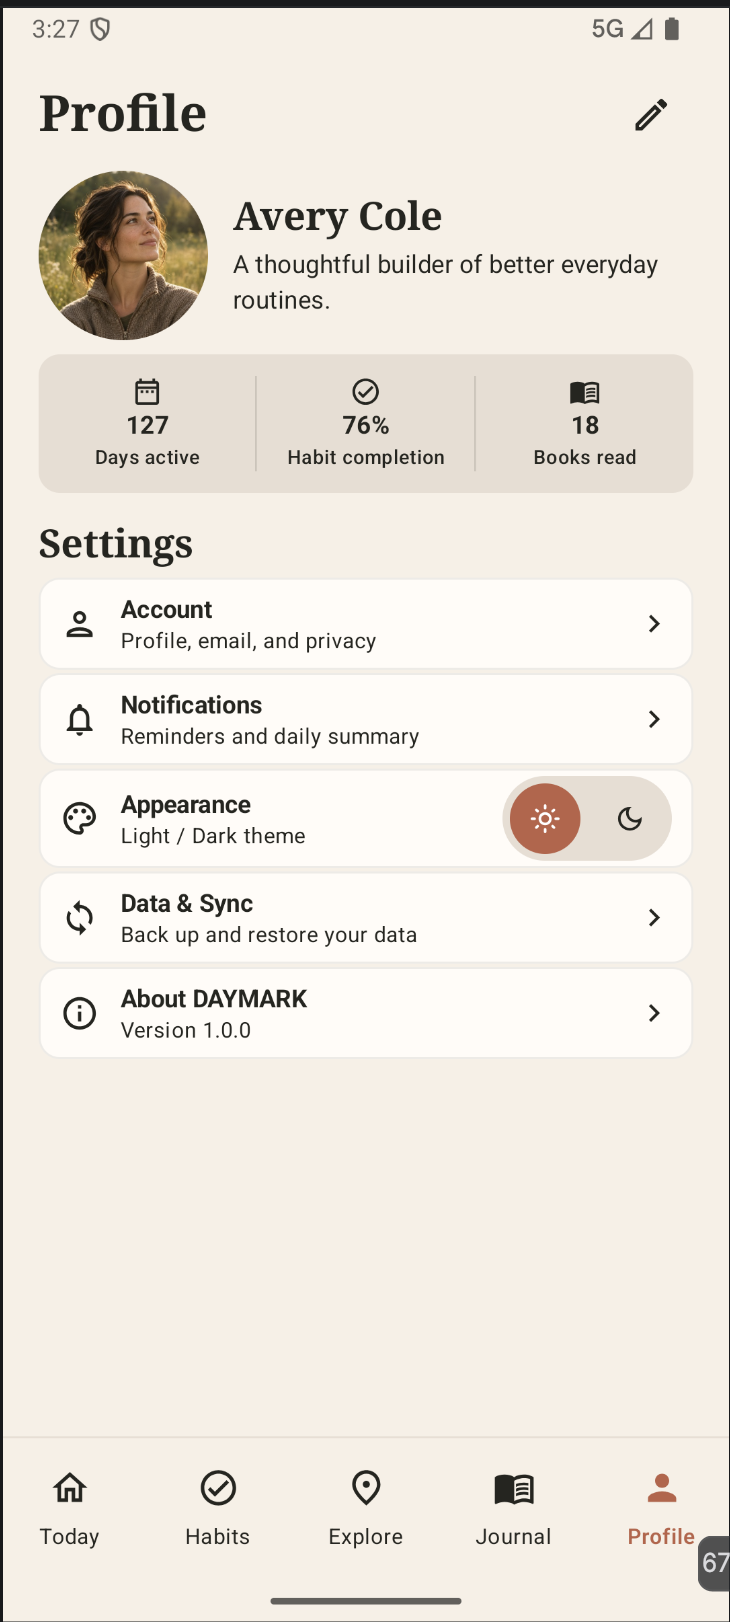 3:27
5G
Profile
Avery Cole
A thoughtful builder of better everyday
routines.
127
Days active
76%
Habit completion
18
Books read
Settings
Account
Profile, email, and privacy
Notifications
Reminders and daily summary
Appearance
Light / Dark theme
Data & Sync
Back up and restore your data
About DAYMARK
Version 1.0.0
Today
Habits
Explore
Journal
Profile
67